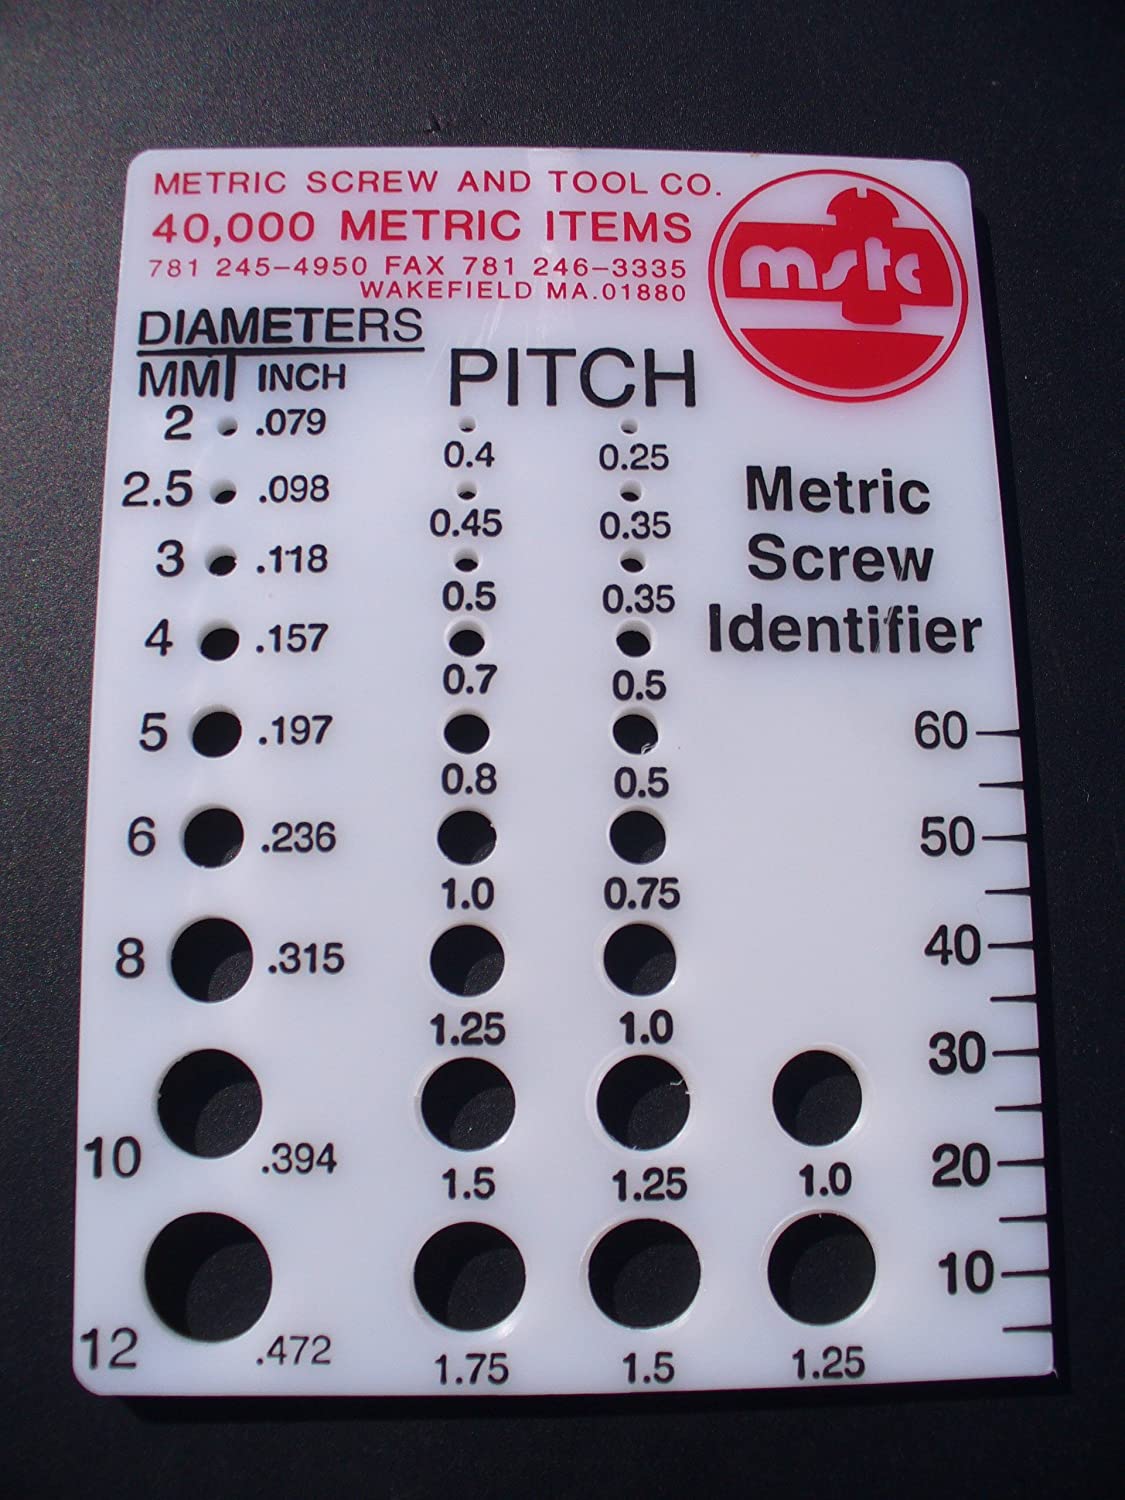 METRIC SCREW AND TOOL CO.
40,000 METRIC ITEMS
781 245-4950 FAX 781 246-3335
WAKEFIELD MA.01880
mstc
DIAMETERS
MM INCH
PITCH
2 .079
0.4 0.25
2.5 .098
0.45 0.35
3 .118
0.5 0.35
4 .157
0.7 0.5
5 .197
0.8 0.5
6 .236
1.0 0.75
8 .315
1.25 1.0
10 .394
1.5 1.25 1.0
12 .472
1.75 1.5 1.25
Metric
Screw
Identifier
60
50
40
30
20
10